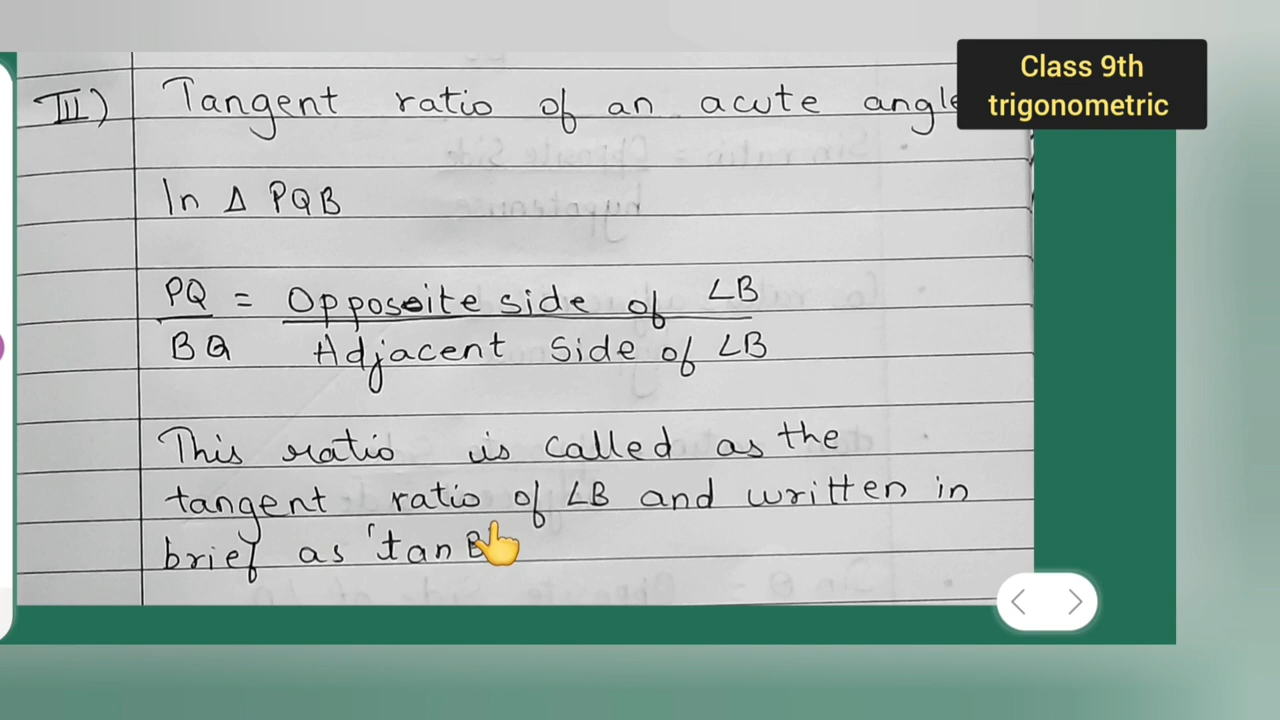 Class 9th
trigonometric
III) Tangent ratio of an acute angle
In Δ PQB
PQ = Opposite side of ∠B
BQ Adjacent Side of ∠B
This ratio is called as the
tangent ratio of ∠B and written in
brief as 'tan B'